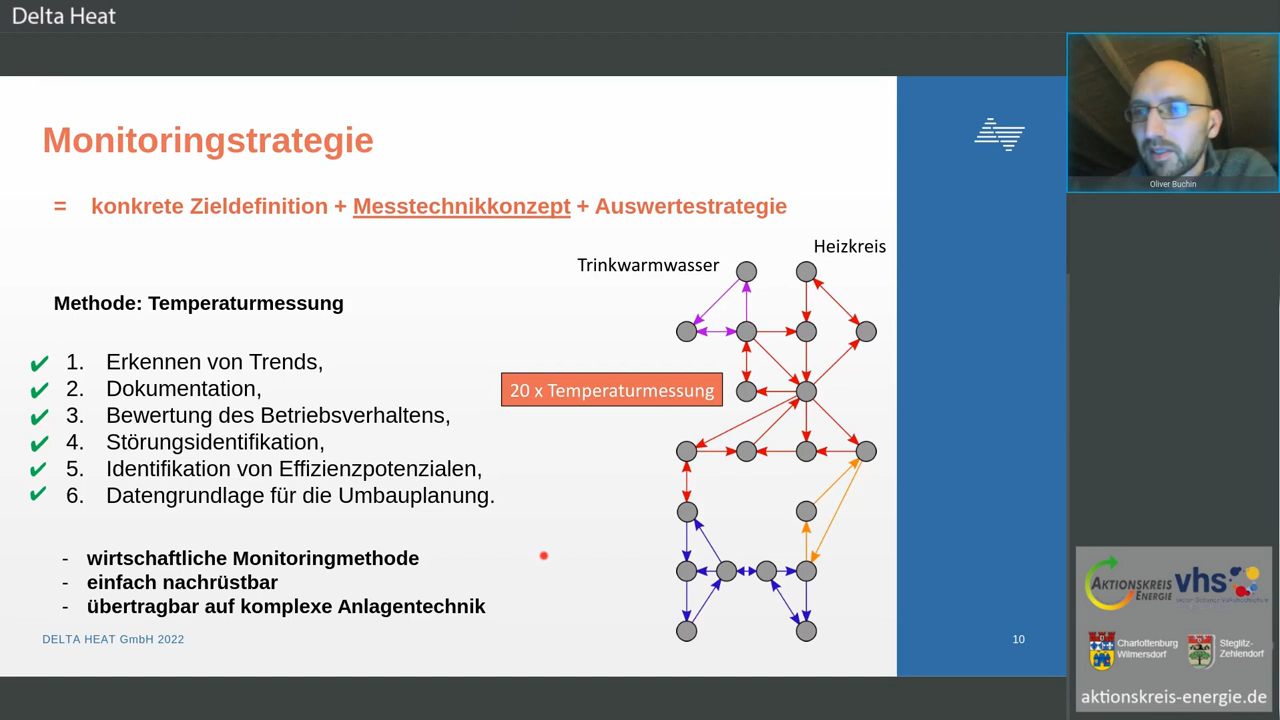 Delta Heat
Monitoringstrategie
= konkrete Zieldefinition + Messtechnikkonzept + Auswertestrategie
Heizkreis
Trinkwarmwasser
Methode: Temperaturmessung
1. Erkennen von Trends,
2. Dokumentation,
20 x Temperaturmessung
3. Bewertung des Betriebsverhaltens,
4. Störungsidentifikation,
5. Identifikation von Effizienzpotenzialen,
6. Datengrundlage für die Umbauplanung.
- wirtschaftliche Monitoringmethode
- einfach nachrüstbar
- übertragbar auf komplexe Anlagentechnik
DELTA HEAT GmbH 2022
10
Oliver Buchin
AKTIONSKREIS
ENERGIE
vhs
Charlottenburg
Wilmersdorf
Steglitz-
Zehlendorf
aktionskreis-energie.de